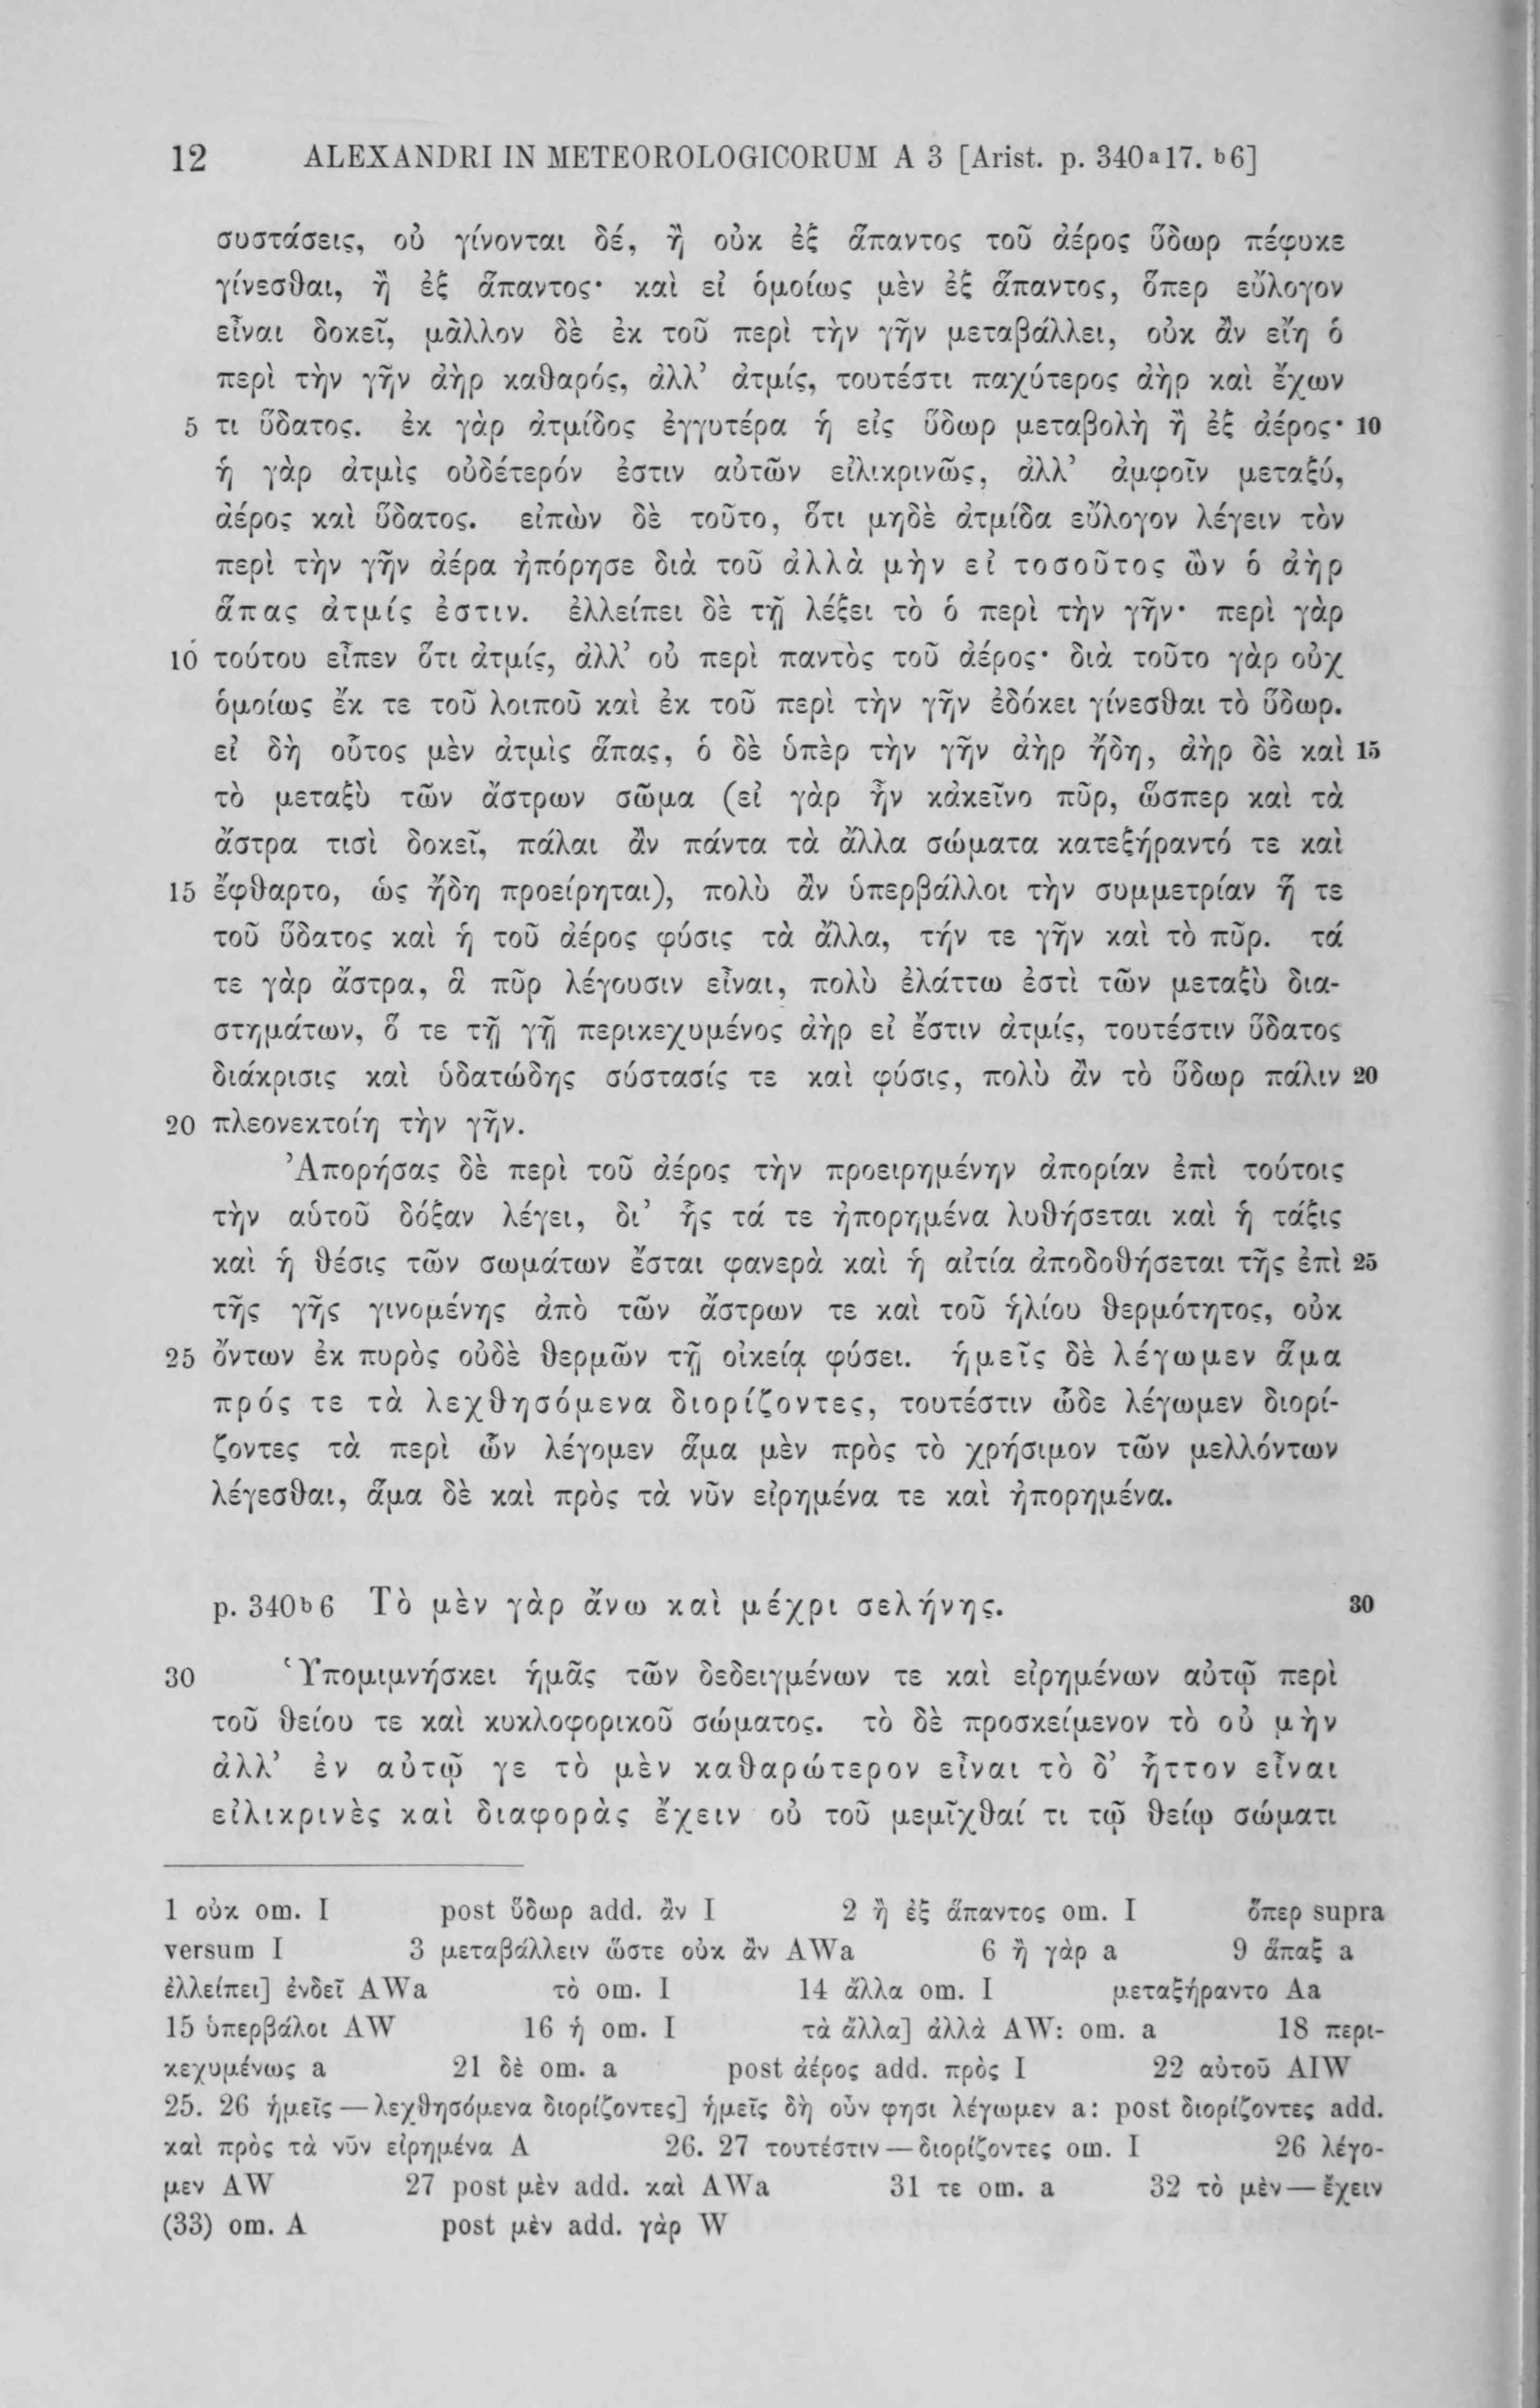 12 ALEXANDRI IN METEOROLOGICORUM A 3 [Arist. p. 340a17. b6]
συστάσεις, οὐ γίνονται δέ, ἢ οὐκ ἐξ ἅπαντος τοῦ ἀέρος ὕδωρ πέφυκε
γίνεσθαι, ἢ ἐξ ἅπαντος· καὶ εἰ ὁμοίως μὲν ἐξ ἅπαντος, ὅπερ εὔλογον
εἶναι δοκεῖ, μᾶλλον δὲ ἐκ τοῦ περὶ τὴν γῆν μεταβάλλει, οὐκ ἂν εἴη ὁ
περὶ τὴν γῆν ἀὴρ καθαρός, ἀλλ’ ἀτμίς, τουτέστι παχύτερος ἀὴρ καὶ ἔχων
5 τι ὕδατος. ἐκ γὰρ ἀτμίδος ἐγγυτέρα ἡ εἰς ὕδωρ μεταβολὴ ἢ ἐξ ἀέρος· 10
ἡ γὰρ ἀτμὶς οὐδέτερόν ἐστιν αὐτῶν εἰλικρινῶς, ἀλλ’ ἀμφοῖν μεταξύ,
ἀέρος καὶ ὕδατος. εἰπὼν δὲ τοῦτο, ὅτι μηδὲ ἀτμίδα εὔλογον λέγειν τὸν
περὶ τὴν γῆν ἀέρα ἠπόρησε διὰ τοῦ ἀλλὰ μὴν εἰ τοσοῦτος ὢν ὁ ἀὴρ
ἅπας ἀτμίς ἐστιν. ἐλλείπει δὲ τῇ λέξει τὸ ὁ περὶ τὴν γῆν· περὶ γὰρ
10 τούτου εἶπεν ὅτι ἀτμίς, ἀλλ’ οὐ περὶ παντὸς τοῦ ἀέρος· διὰ τοῦτο γὰρ οὐχ
ὁμοίως ἔκ τε τοῦ λοιποῦ καὶ ἐκ τοῦ περὶ τὴν γῆν ἐδόκει γίνεσθαι τὸ ὕδωρ.
εἰ δὴ οὗτος μὲν ἀτμὶς ἅπας, ὁ δὲ ὑπὲρ τὴν γῆν ἀὴρ ἤδη, ἀὴρ δὲ καὶ 15
τὸ μεταξὺ τῶν ἄστρων σῶμα (εἰ γὰρ ἦν κἀκεῖνο πῦρ, ὥσπερ καὶ τὰ
ἄστρα τισὶ δοκεῖ, πάλαι ἂν πάντα τὰ ἄλλα σώματα κατεξήραντό τε καὶ
15 ἔφθαρτο, ὡς ἤδη προείρηται), πολὺ ἂν ὑπερβάλλοι τὴν συμμετρίαν ἥ τε
τοῦ ὕδατος καὶ ἡ τοῦ ἀέρος φύσις τὰ ἄλλα, τήν τε γῆν καὶ τὸ πῦρ. τά
τε γὰρ ἄστρα, ἃ πῦρ λέγουσιν εἶναι, πολὺ ἐλάττω ἐστὶ τῶν μεταξὺ δια-
στημάτων, ὅ τε τῇ γῇ περικεχυμένος ἀὴρ εἰ ἔστιν ἀτμίς, τουτέστιν ὕδατος
διάκρισις καὶ ὑδατώδης σύστασίς τε καὶ φύσις, πολὺ ἂν τὸ ὕδωρ πάλιν 20
20 πλεονεκτοίη τὴν γῆν.
Ἀπορήσας δὲ περὶ τοῦ ἀέρος τὴν προειρημένην ἀπορίαν ἐπὶ τούτοις
τὴν αὑτοῦ δόξαν λέγει, δι’ ἧς τά τε ἠπορημένα λυθήσεται καὶ ἡ τάξις
καὶ ἡ θέσις τῶν σωμάτων ἔσται φανερὰ καὶ ἡ αἰτία ἀποδοθήσεται τῆς ἐπὶ 25
τῆς γῆς γινομένης ἀπὸ τῶν ἄστρων τε καὶ τοῦ ἡλίου θερμότητος, οὐκ
25 ὄντων ἐκ πυρὸς οὐδὲ θερμῶν τῇ οἰκείᾳ φύσει. ἡμεῖς δὲ λέγωμεν ἅμα
πρός τε τὰ λεχθησόμενα διορίζοντες, τουτέστιν ὧδε λέγωμεν διορί-
ζοντες τὰ περὶ ὧν λέγομεν ἅμα μὲν πρὸς τὸ χρήσιμον τῶν μελλόντων
λέγεσθαι, ἅμα δὲ καὶ πρὸς τὰ νῦν εἰρημένα τε καὶ ἠπορημένα.
p. 340b6 Τὸ μὲν γὰρ ἄνω καὶ μέχρι σελήνης. 30
30 Ὑπομιμνήσκει ἡμᾶς τῶν δεδειγμένων τε καὶ εἰρημένων αὐτῷ περὶ
τοῦ θείου τε καὶ κυκλοφορικοῦ σώματος. τὸ δὲ προσκείμενον τὸ οὐ μὴν
ἀλλ’ ἐν αὐτῷ γε τὸ μὲν καθαρώτερον εἶναι τὸ δ’ ἧττον εἶναι
εἰλικρινὲς καὶ διαφορὰς ἔχειν οὐ τοῦ μεμῖχθαί τι τῷ θείῳ σώματι
1 οὐκ om. I post ὕδωρ add. ἂν I 2 ἢ ἐξ ἅπαντος om. I ὅπερ supra
versum I 3 μεταβάλλειν ὥστε οὐκ ἂν AWa 6 ἢ γὰρ a 9 ἅπαξ a
ἐλλείπει] ἐνδεῖ AWa τὸ om. I 14 ἄλλα om. I μεταξήραντο Aa
15 ὑπερβάλοι AW 16 ἡ om. I τὰ ἄλλα] ἀλλὰ AW: om. a 18 περι-
κεχυμένως a 21 δὲ om. a post ἀέρος add. πρὸς I 22 αὐτοῦ AIW
25. 26 ἡμεῖς — λεχθησόμενα διορίζοντες] ἡμεῖς δὴ οὖν φησι λέγωμεν a: post διορίζοντες add.
καὶ πρὸς τὰ νῦν εἰρημένα A 26. 27 τουτέστιν — διορίζοντες om. I 26 λέγο-
μεν AW 27 post μὲν add. καὶ AWa 31 τε om. a 32 τὸ μὲν — ἔχειν
(33) om. A post μὲν add. γὰρ W